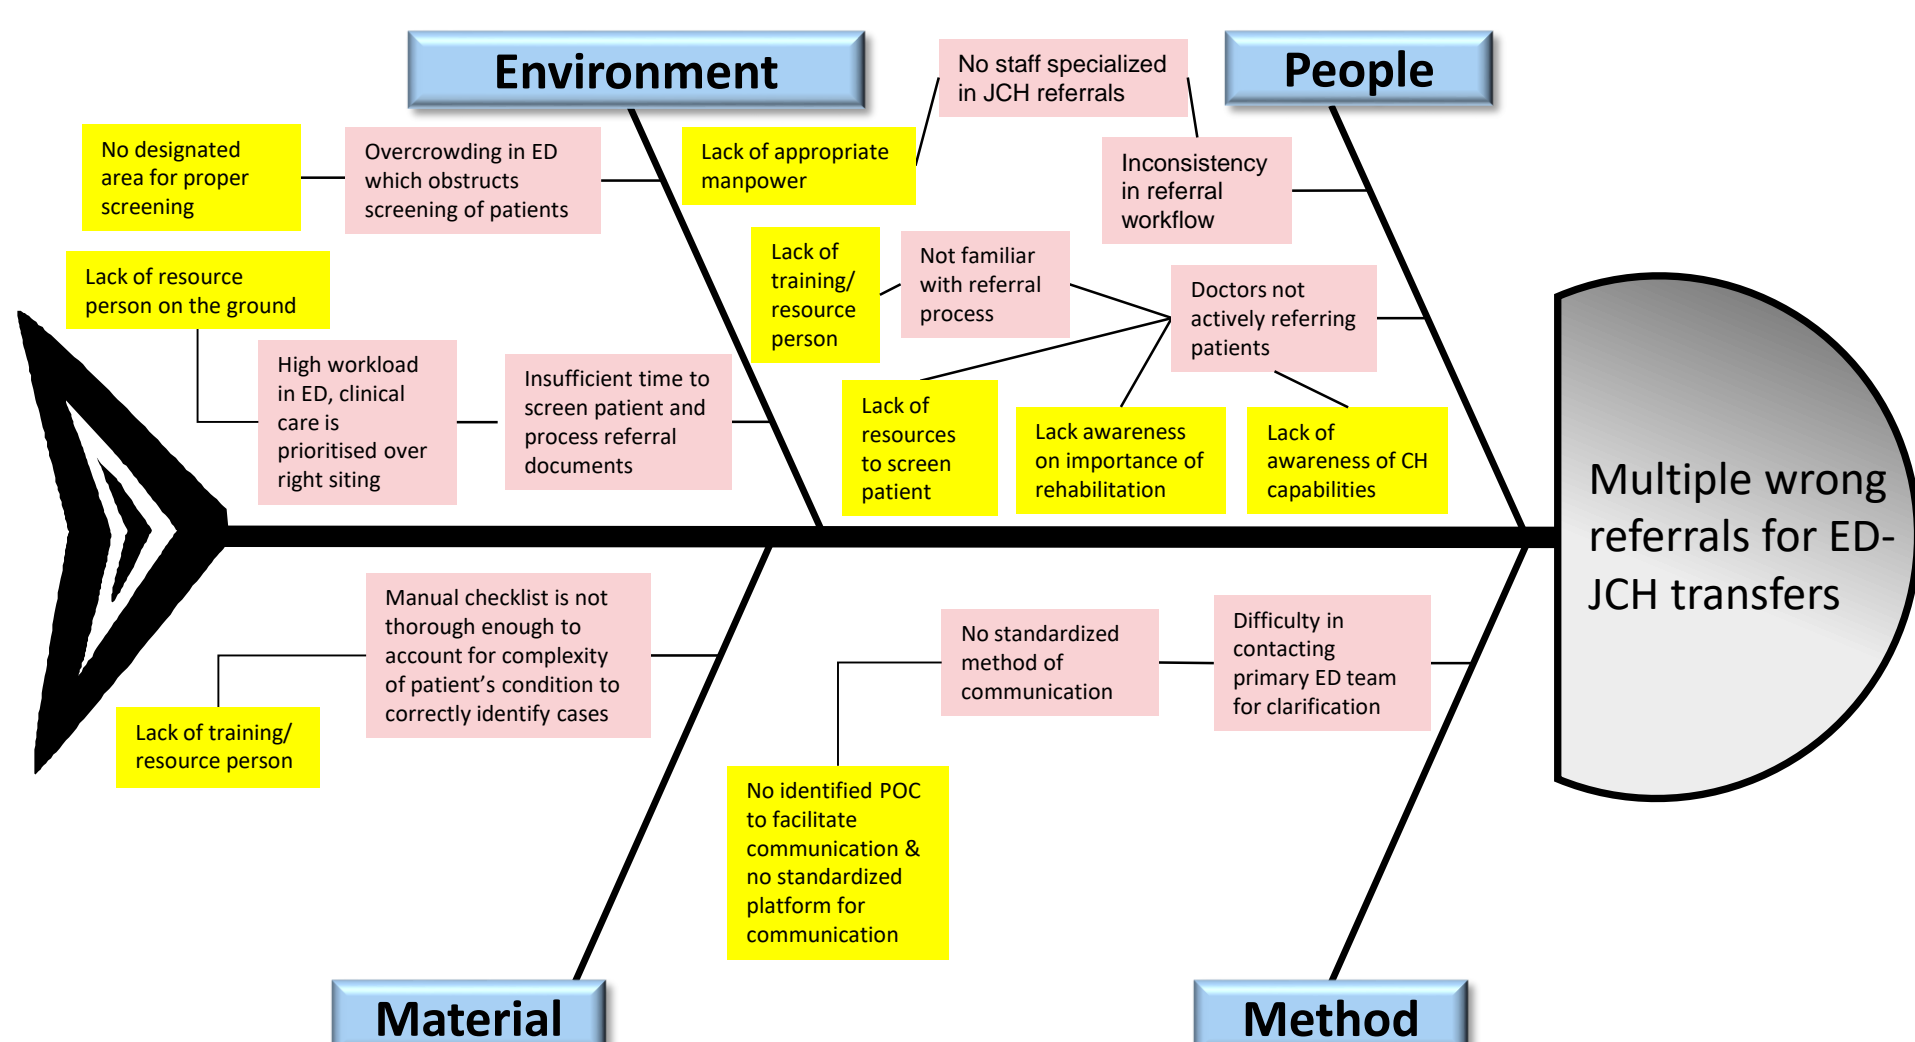 Environment
People
No staff specialized
in JCH referrals
No designated
area for proper
screening
Overcrowding in ED
which obstructs
screening of patients
Lack of appropriate
manpower
Inconsistency
in referral
workflow
Lack of resource
person on the ground
Lack of
training/
resource
person
Not familiar
with referral
process
Doctors not
actively referring
patients
High workload
in ED, clinical
care is
prioritised over
right siting
Insufficient time to
screen patient and
process referral
documents
Lack of
resources
to screen
patient
Lack awareness
on importance of
rehabilitation
Lack of
awareness of CH
capabilities
Multiple wrong
referrals for ED-
JCH transfers
Manual checklist is not
thorough enough to
account for complexity
of patient’s condition to
correctly identify cases
Lack of training/
resource person
No standardized
method of
communication
Difficulty in
contacting
primary ED team
for clarification
No identified POC
to facilitate
communication &
no standardized
platform for
communication
Material
Method